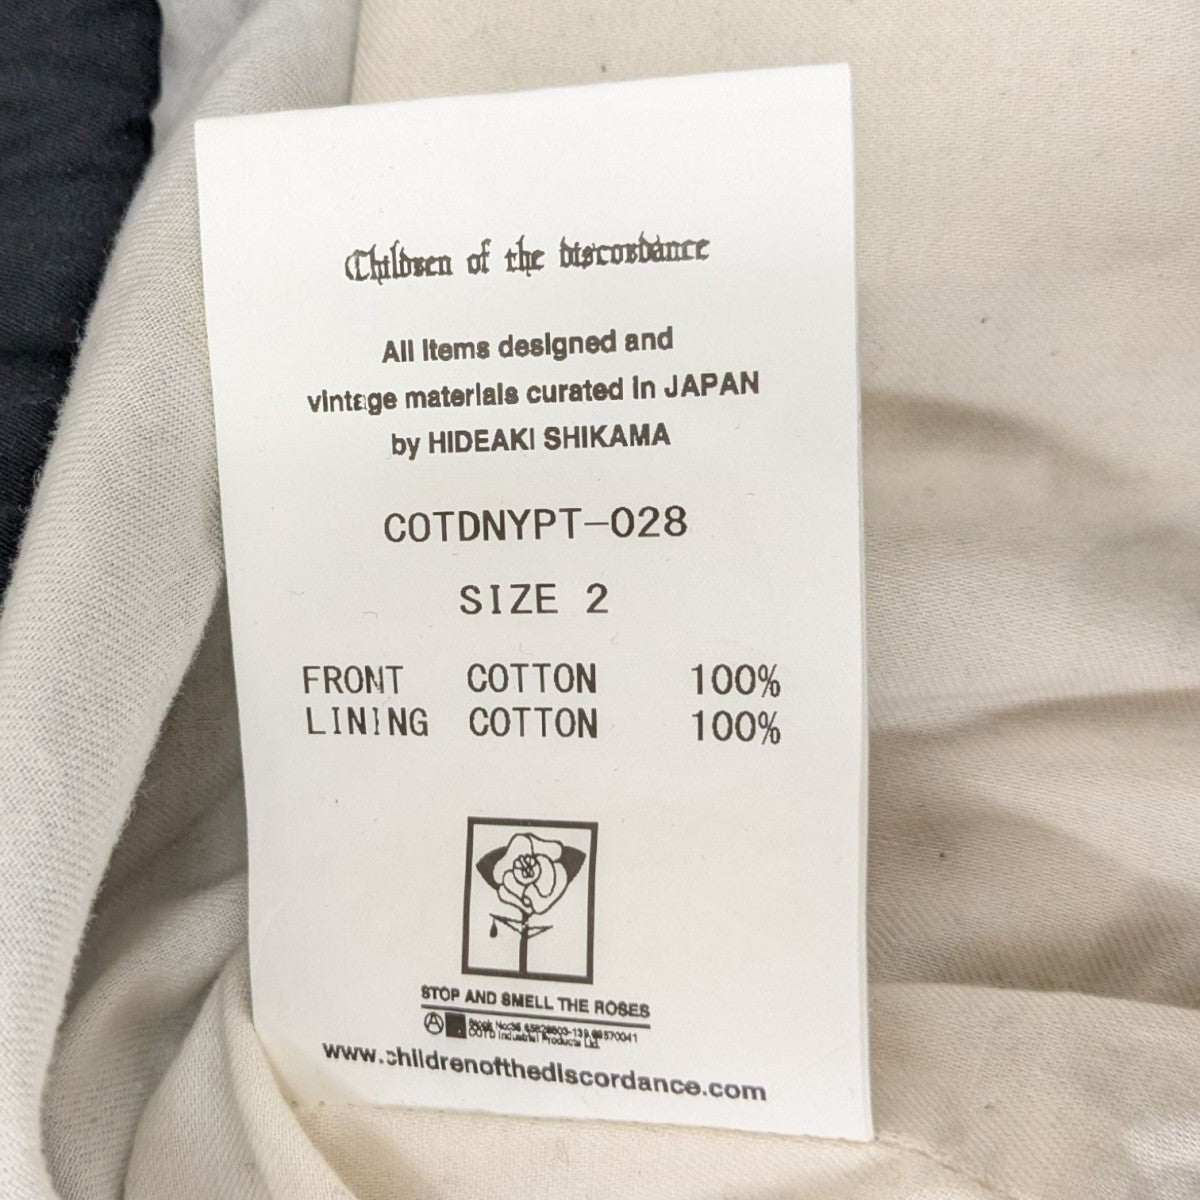 Children of the discordance
All items designed and
vintage materials curated in JAPAN
by HIDEAKI SHIKAMA
COTDNYPT-028
SIZE 2
FRONT COTTON 100%
LINING COTTON 100%
STOP AND SMELL THE ROSES
Stock No:
COTD Industrial Products Ltd.
www.childrenofthediscordance.com